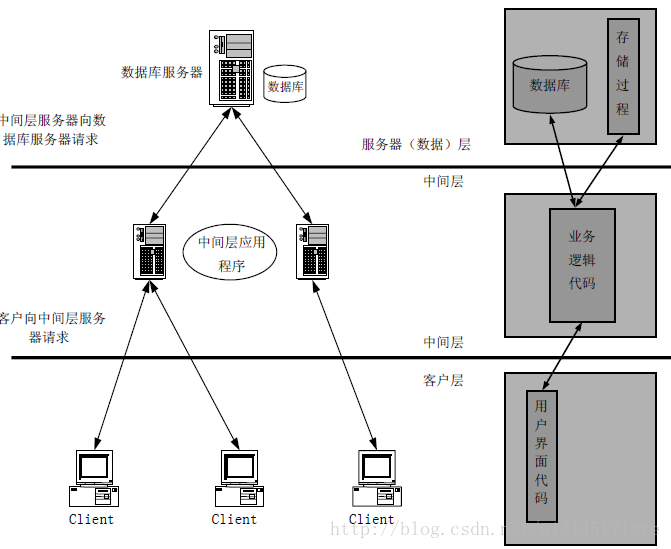 数据库服务器
数据库
中间层服务器向数
据库服务器请求
服务器（数据）层
数据库
存
储
过
程
中间层
中间层应用
程序
业务
逻辑
代码
客户向中间层服务
器请求
中间层
客户层
用
户
界
面
代
码
Client
Client
Client
http://blog.csdn.net/